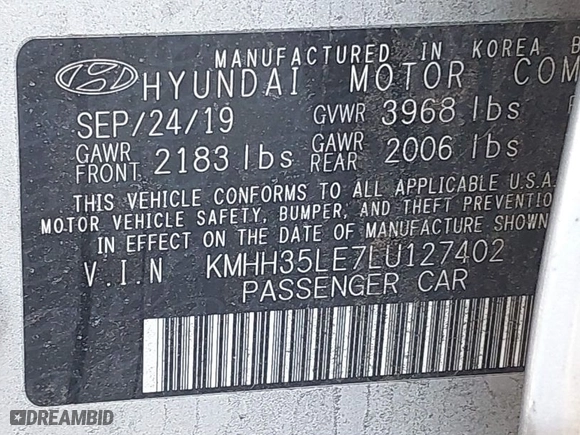 MANUFACTURED IN KOREA
HYUNDAI MOTOR COM
SEP/24/19 GVWR 3968 lbs
GAWR FRONT 2183 lbs GAWR REAR 2006 lbs
THIS VEHICLE CONFORMS TO ALL APPLICABLE U.S.A
MOTOR VEHICLE SAFETY, BUMPER, AND THEFT PREVENTIO
ON THE DATE OF MANUFACTURE SHOWN
V.I.N KMHH35LE7LU127402
PASSENGER CAR
DREAMBID